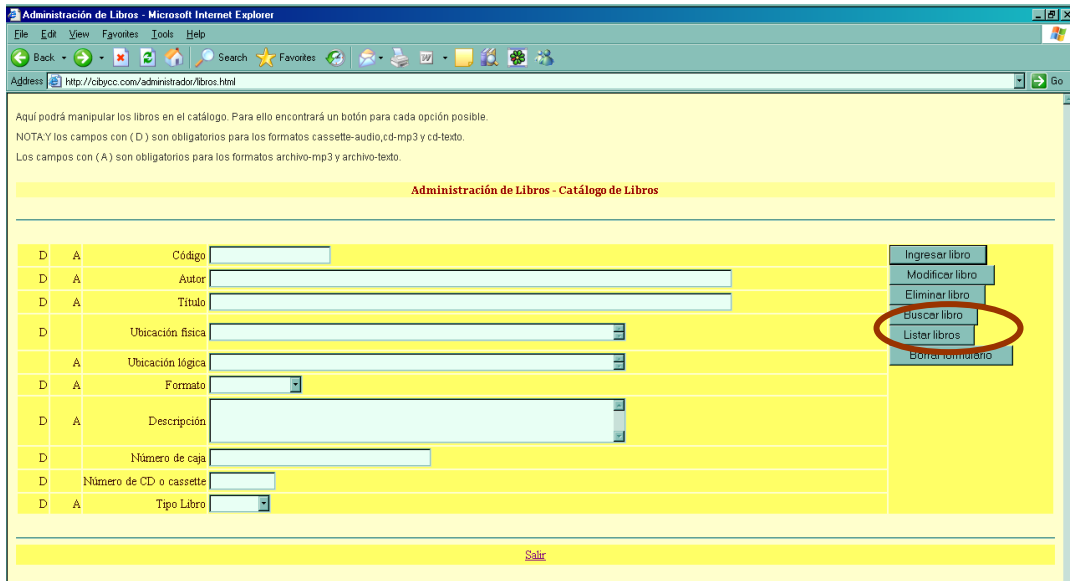 Administración de Libros - Microsoft Internet Explorer
File Edit View Favorites Tools Help
Back Search Favorites
Address http://cibycc.com/administrador/libros.html Go
Aquí podrá manipular los libros en el catálogo. Para ello encontrará un botón para cada opción posible.
NOTA:Y los campos con ( D ) son obligatorios para los formatos cassette-audio,cd-mp3 y cd-texto.
Los campos con ( A ) son obligatorios para los formatos archivo-mp3 y archivo-texto.
Administración de Libros - Catálogo de Libros
D A Código
D A Autor
D A Título
D Ubicación física
A Ubicación lógica
D A Formato
D A Descripción
D Número de caja
D Número de CD o cassette
D A Tipo Libro
Ingresar libro
Modificar libro
Eliminar libro
Buscar libro
Listar libros
Borrar formulario
Salir